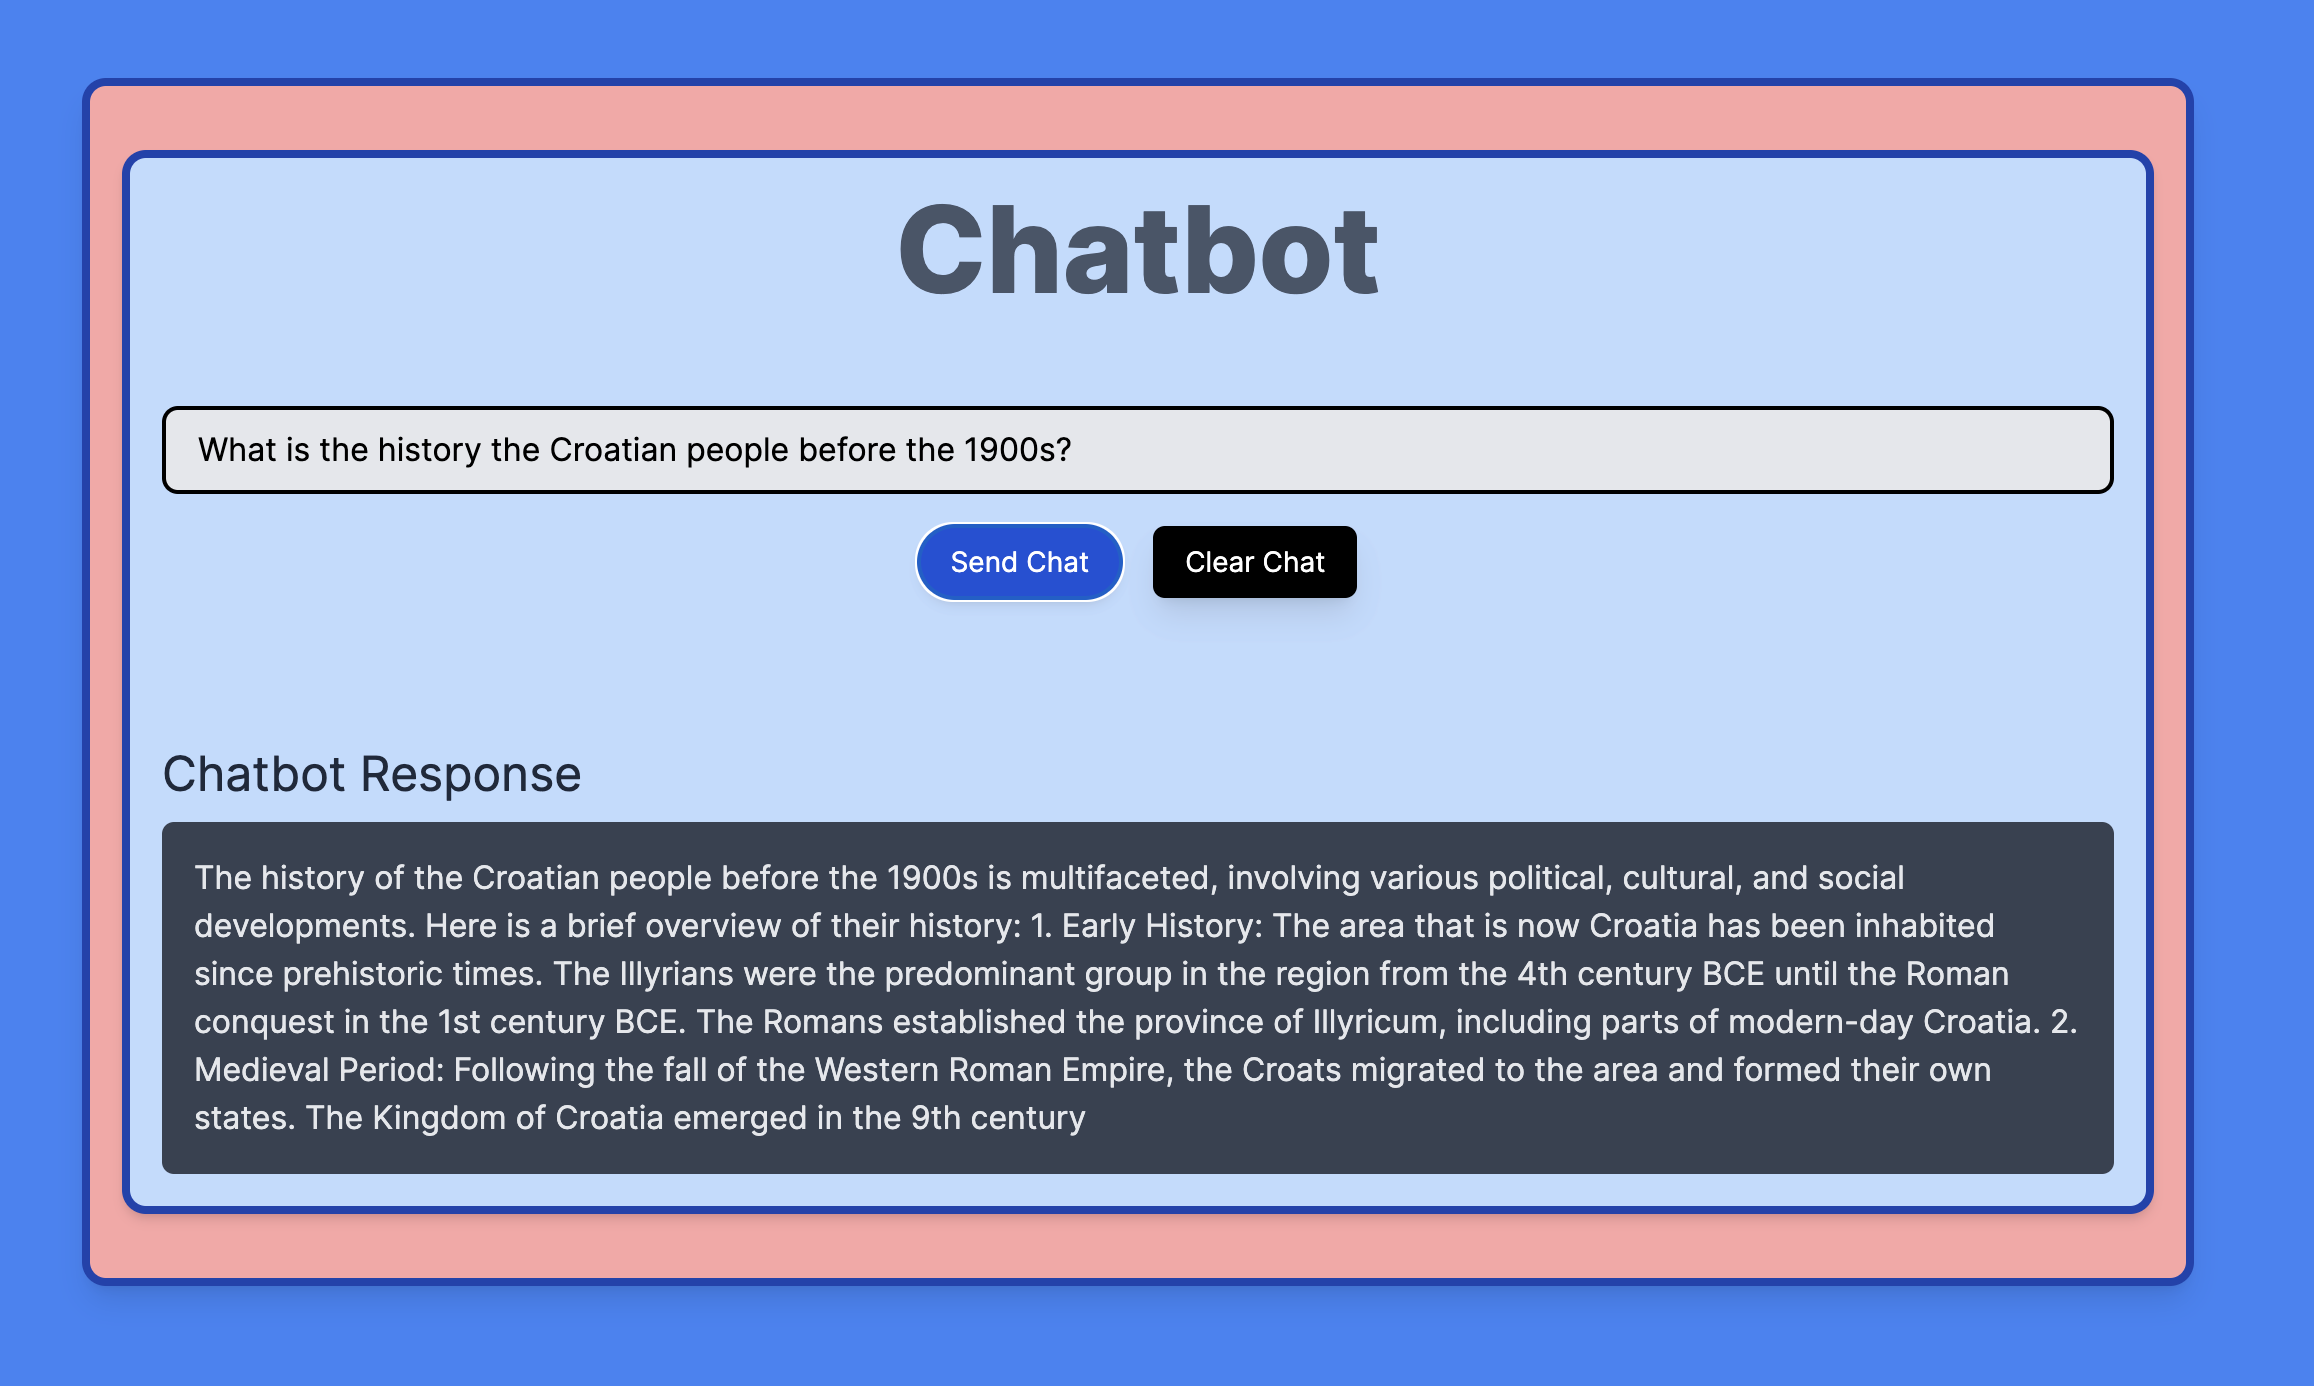 Chatbot
What is the history the Croatian people before the 1900s?
Send Chat
Clear Chat
Chatbot Response
The history of the Croatian people before the 1900s is multifaceted, involving various political, cultural, and social
developments. Here is a brief overview of their history: 1. Early History: The area that is now Croatia has been inhabited
since prehistoric times. The Illyrians were the predominant group in the region from the 4th century BCE until the Roman
conquest in the 1st century BCE. The Romans established the province of Illyricum, including parts of modern-day Croatia. 2.
Medieval Period: Following the fall of the Western Roman Empire, the Croats migrated to the area and formed their own
states. The Kingdom of Croatia emerged in the 9th century